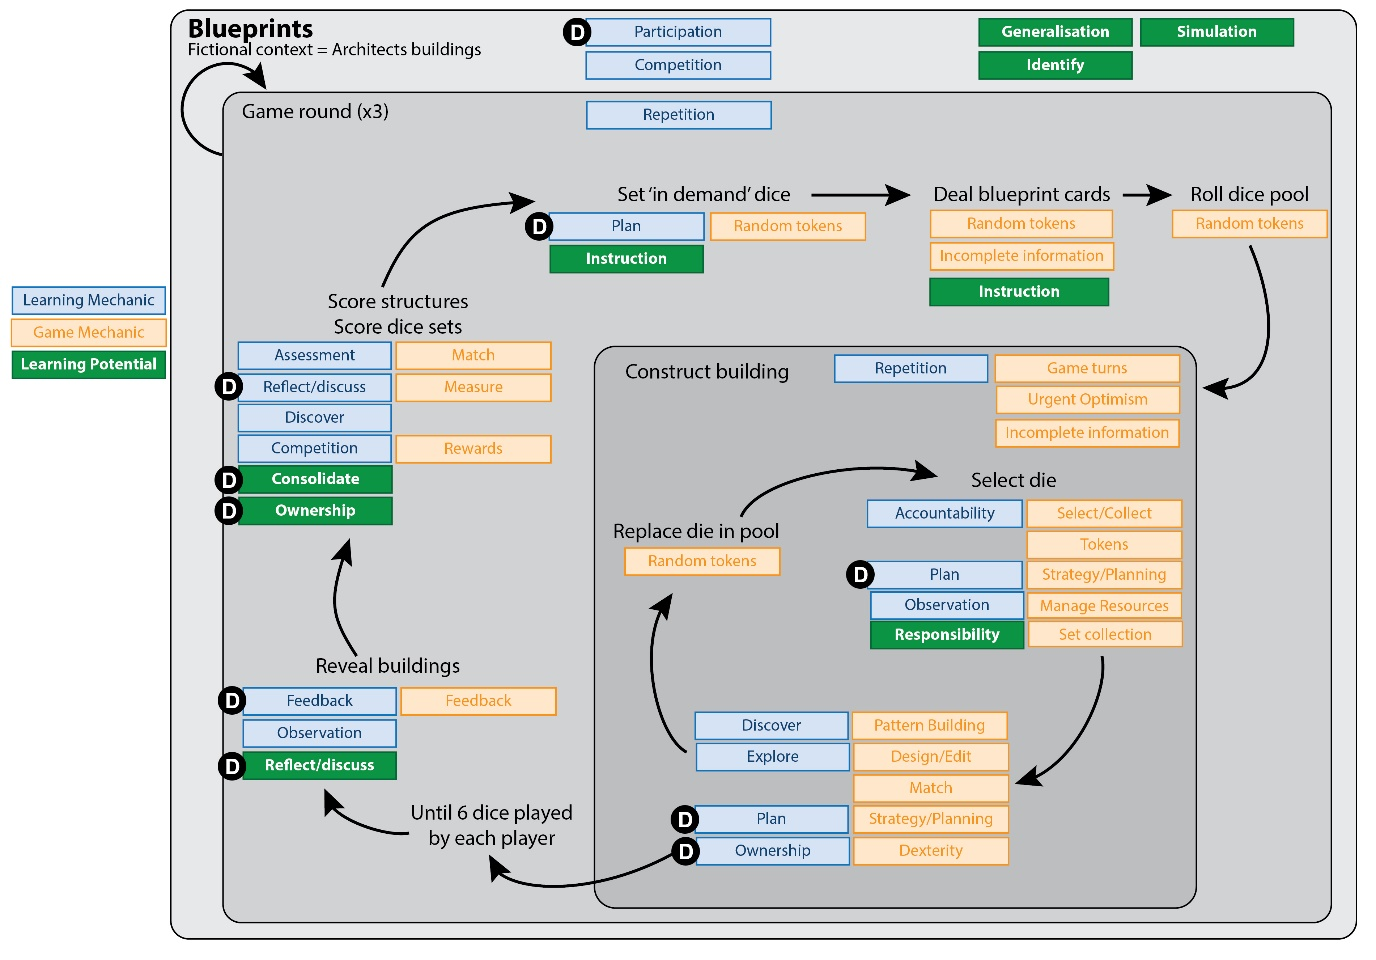 Blueprints
Fictional context = Architects buildings
D
Participation
Competition
Generalisation
Simulation
Identify
Game round (x3)
Repetition
Set ‘in demand’ dice
D
Plan
Random tokens
Instruction
Deal blueprint cards
Random tokens
Incomplete information
Instruction
Roll dice pool
Random tokens
Learning Mechanic
Game Mechanic
Learning Potential
Score structures
Score dice sets
Assessment
Match
D
Reflect/discuss
Measure
Discover
Competition
Rewards
D
Consolidate
D
Ownership
Construct building
Repetition
Game turns
Urgent Optimism
Incomplete information
Select die
Accountability
Select/Collect
Tokens
D
Plan
Strategy/Planning
Observation
Manage Resources
Responsibility
Set collection
Replace die in pool
Random tokens
Discover
Pattern Building
Explore
Design/Edit
Match
D
Plan
Strategy/Planning
D
Ownership
Dexterity
Until 6 dice played
by each player
Reveal buildings
D
Feedback
Feedback
Observation
D
Reflect/discuss